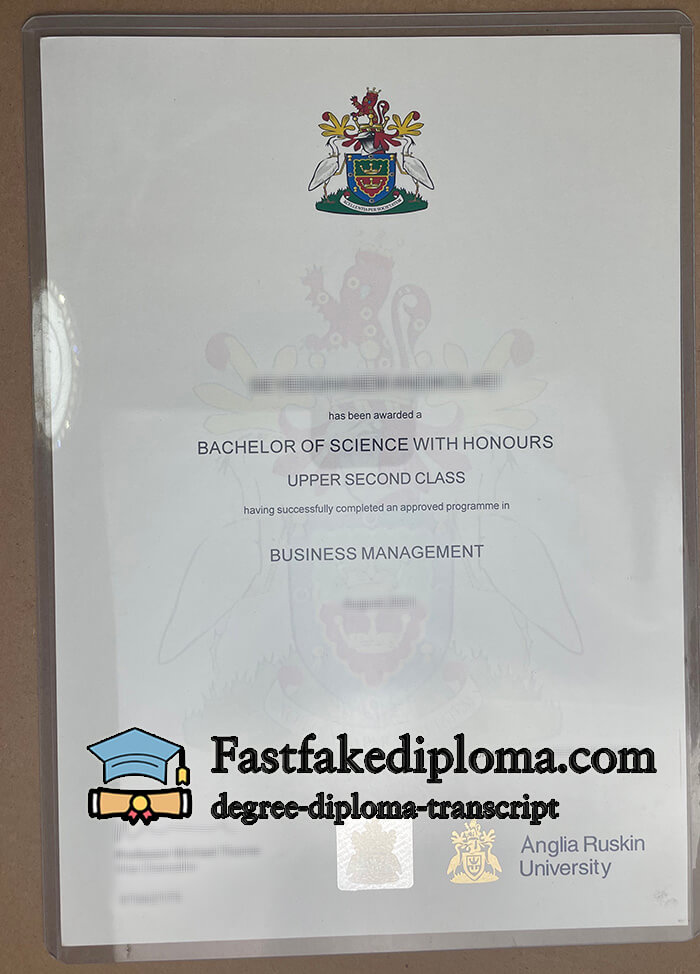 has been awarded a
BACHELOR OF SCIENCE WITH HONOURS
UPPER SECOND CLASS
having successfully completed an approved programme in
BUSINESS MANAGEMENT
Fastfakediploma.com
degree-diploma-transcript
Anglia Ruskin
University